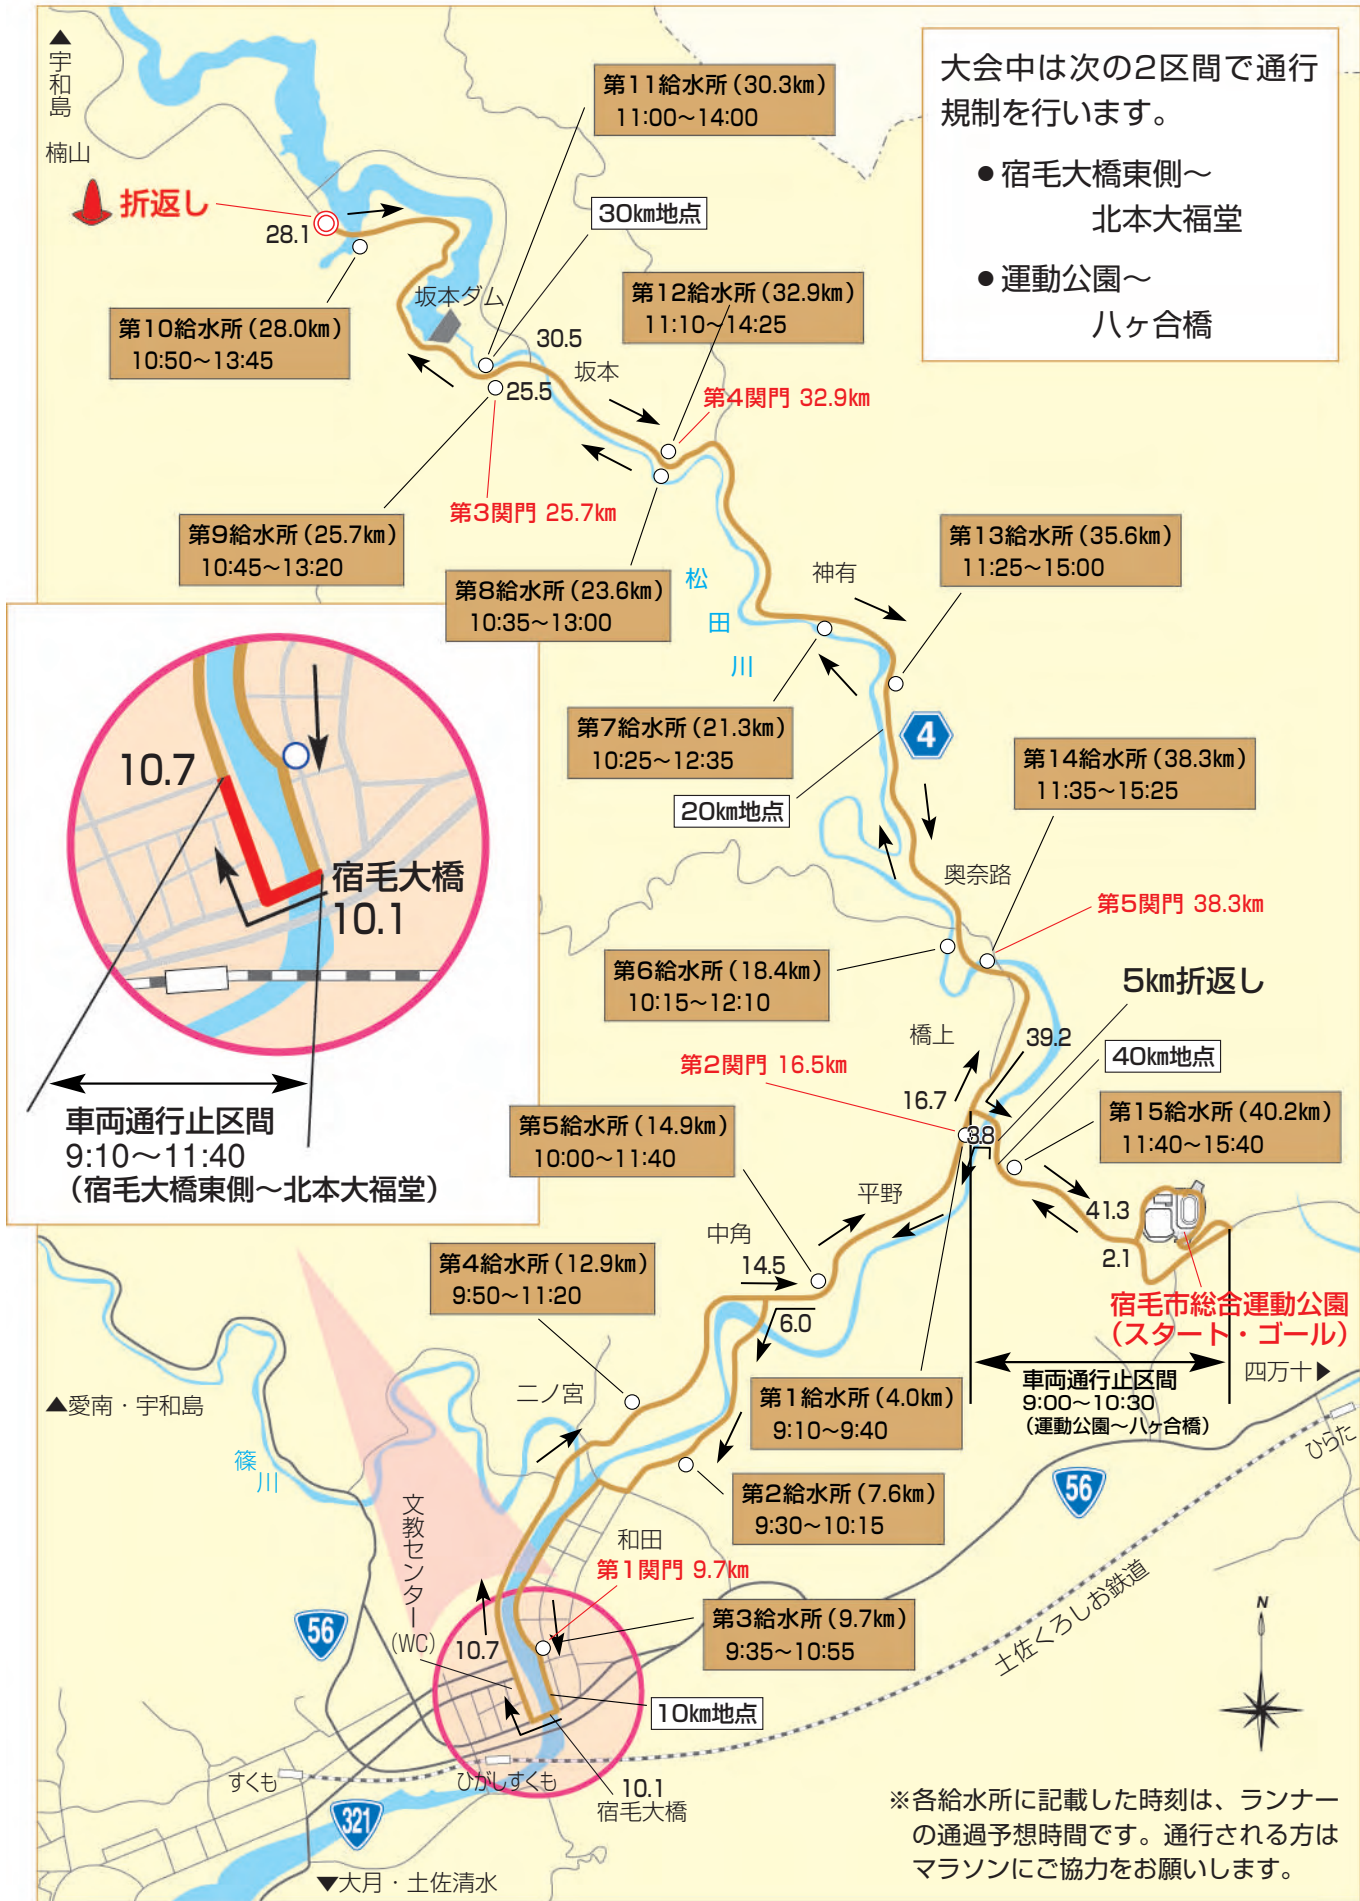 ▲宇和島
楠山
折返し
28.1
第11給水所（30.3km）
11:00～14:00
30km地点
大会中は次の2区間で通行
規制を行います。
●宿毛大橋東側～
北本大福堂
●運動公園～
八ヶ合橋
第10給水所（28.0km）
10:50～13:45
坂本ダム
第12給水所（32.9km）
11:10～14:25
30.5
坂本
25.5
第4関門 32.9km
第3関門 25.7km
第9給水所（25.7km）
10:45～13:20
第8給水所（23.6km）
10:35～13:00
松田川
神有
第13給水所（35.6km）
11:25～15:00
第7給水所（21.3km）
10:25～12:35
4
20km地点
第14給水所（38.3km）
11:35～15:25
奥奈路
第5関門 38.3km
第6給水所（18.4km）
10:15～12:10
5km折返し
橋上
39.2
40km地点
第2関門 16.5km
16.7
3.8
第15給水所（40.2km）
11:40～15:40
第5給水所（14.9km）
10:00～11:40
平野
41.3
2.1
中角
14.5
6.0
宿毛市総合運動公園
（スタート・ゴール）
四万十▶
車両通行止区間
9:00～10:30
（運動公園～八ヶ合橋）
ひらた
10.7
宿毛大橋
10.1
車両通行止区間
9:10～11:40
（宿毛大橋東側～北本大福堂）
第4給水所（12.9km）
9:50～11:20
第1給水所（4.0km）
9:10～9:40
▲愛南・宇和島
二ノ宮
篠川
第2給水所（7.6km）
9:30～10:15
56
文教センター
(WC)
和田
第1関門 9.7km
第3給水所（9.7km）
9:35～10:55
56
10.7
10km地点
土佐くろしお鉄道
N
すくも
ひがしすくも
10.1
宿毛大橋
321
▼大月・土佐清水
※各給水所に記載した時刻は、ランナー
の通過予想時間です。通行される方は
マラソンにご協力をお願いします。